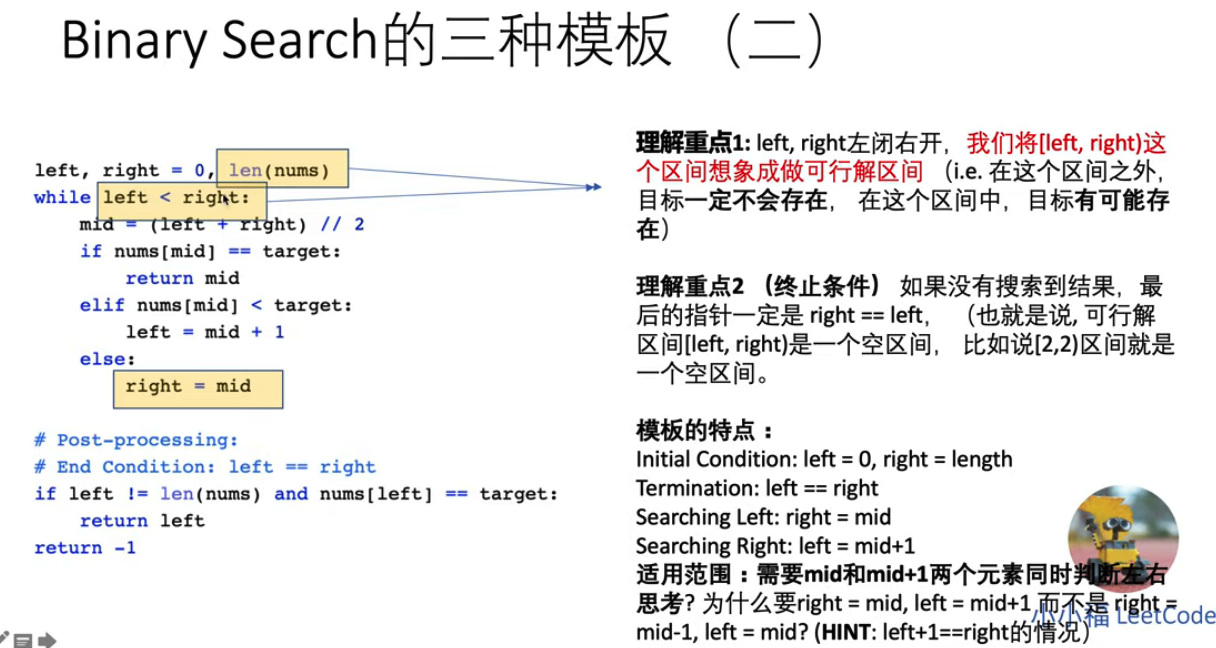 Binary Search的三种模板 （二）
left, right = 0, len(nums)
while left < right:
mid = (left + right) // 2
if nums[mid] == target:
return mid
elif nums[mid] < target:
left = mid + 1
else:
right = mid
# Post-processing:
# End Condition: left == right
if left != len(nums) and nums[left] == target:
return left
return -1
理解重点1: left, right左闭右开，我们将[left, right)这
个区间想象成做可行解区间 （i.e. 在这个区间之外，
目标一定不会存在， 在这个区间中，目标有可能存
在）
理解重点2 （终止条件） 如果没有搜索到结果，最
后的指针一定是 right == left， （也就是说, 可行解
区间[left, right)是一个空区间， 比如说[2,2)区间就是
一个空区间。
模板的特点：
Initial Condition: left = 0, right = length
Termination: left == right
Searching Left: right = mid
Searching Right: left = mid+1
适用范围：需要mid和mid+1两个元素同时判断左右
思考? 为什么要right = mid, left = mid+1 而不是 right =
mid-1, left = mid? (HINT: left+1==right的情况）
小小福 LeetCode